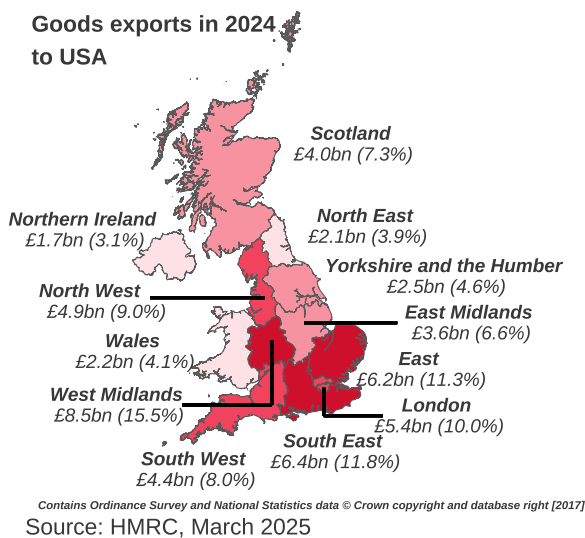 Goods exports in 2024
to USA
Scotland
£4.0bn (7.3%)
Northern Ireland
£1.7bn (3.1%)
North East
£2.1bn (3.9%)
Yorkshire and the Humber
£2.5bn (4.6%)
North West
£4.9bn (9.0%)
East Midlands
£3.6bn (6.6%)
Wales
£2.2bn (4.1%)
East
£6.2bn (11.3%)
West Midlands
£8.5bn (15.5%)
London
£5.4bn (10.0%)
South East
£6.4bn (11.8%)
South West
£4.4bn (8.0%)
Contains Ordinance Survey and National Statistics data © Crown copyright and database right [2017]
Source: HMRC, March 2025